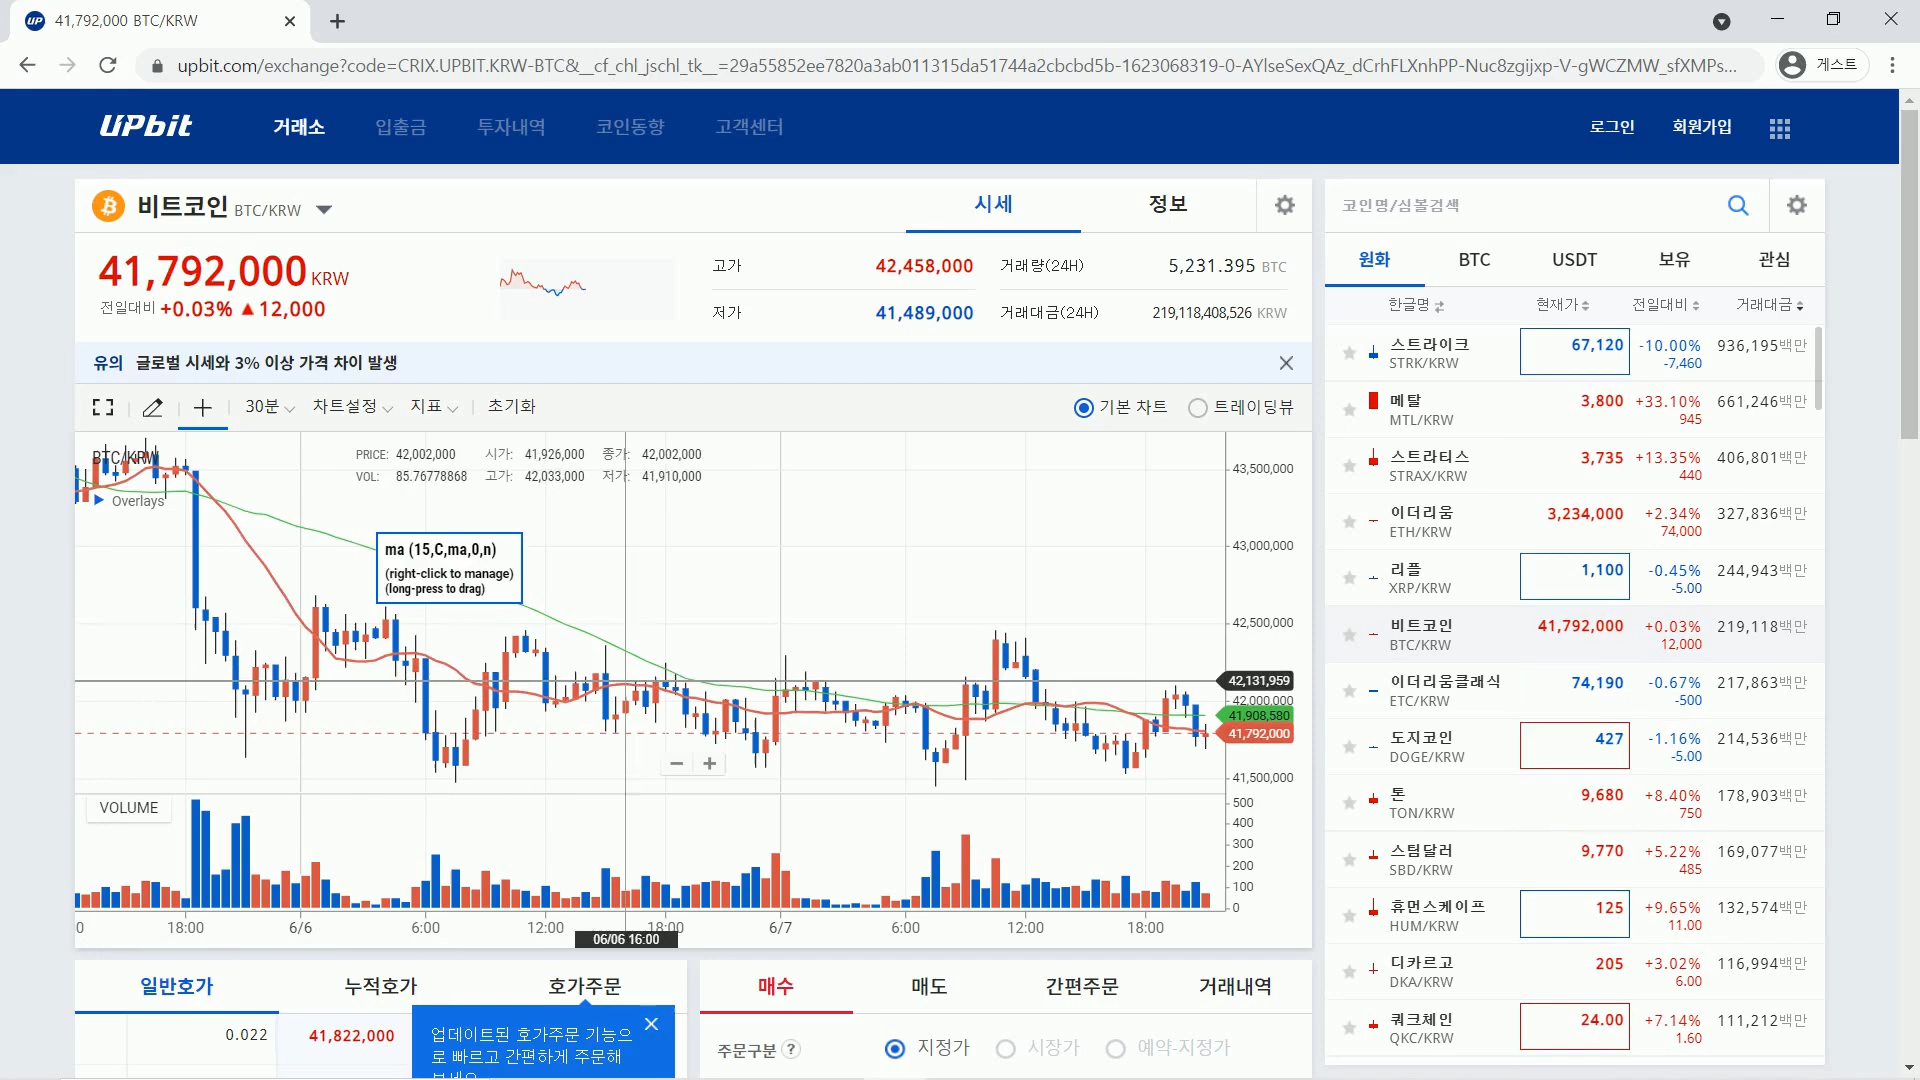 41,792,000 BTC/KRW
upbit.com/exchange?code=CRIX.UPBIT.KRW-BTC&__cf_chl_jschl_tk__=29a55852ee7820a3ab011315da51744a2cbcbd5b-1623068319-0-AYlseSexQAz_dCrhFLXnhPP-Nuc8zgijxp-V-gWCZMW_sfXMPs...
게스트
UPbit 거래소 입출금 투자내역 코인동향 고객센터 로그인 회원가입
비트코인 BTC/KRW 시세 정보
41,792,000 KRW
전일대비 +0.03% ▲ 12,000
고가 42,458,000 거래량(24H) 5,231.395 BTC
저가 41,489,000 거래대금(24H) 219,118,408,526 KRW
유의 글로벌 시세와 3% 이상 가격 차이 발생
30분 차트설정 지표 초기화 기본 차트 트레이딩뷰
BTC/KRW
Overlays
PRICE: 42,002,000 시가: 41,926,000 종가: 42,002,000
VOL: 85.76778868 고가: 42,033,000 저가: 41,910,000
ma (15,C,ma,0,n)
(right-click to manage)
(long-press to drag)
43,500,000
43,000,000
42,500,000
42,131,959
42,000,000
41,908,580
41,792,000
41,500,000
VOLUME
500
400
300
200
100
0
0 18:00 6/6 6:00 12:00 18:00 6/7 6:00 12:00 18:00
06/06 16:00
일반호가 누적호가 호가주문
0.022 41,822,000
업데이트된 호가주문 기능으
로 빠르고 간편하게 주문해
보세요
매수 매도 간편주문 거래내역
주문구분 ? 지정가 시장가 예약-지정가
코인명/심볼검색
원화 BTC USDT 보유 관심
한글명 현재가 전일대비 거래대금
스트라이크 67,120 -10.00% 936,195백만
STRK/KRW -7,460
메탈 3,800 +33.10% 661,246백만
MTL/KRW 945
스트라티스 3,735 +13.35% 406,801백만
STRAX/KRW 440
이더리움 3,234,000 +2.34% 327,836백만
ETH/KRW 74,000
리플 1,100 -0.45% 244,943백만
XRP/KRW -5.00
비트코인 41,792,000 +0.03% 219,118백만
BTC/KRW 12,000
이더리움클래식 74,190 -0.67% 217,863백만
ETC/KRW -500
도지코인 427 -1.16% 214,536백만
DOGE/KRW -5.00
톤 9,680 +8.40% 178,903백만
TON/KRW 750
스팀달러 9,770 +5.22% 169,077백만
SBD/KRW 485
휴먼스케이프 125 +9.65% 132,574백만
HUM/KRW 11.00
디카르고 205 +3.02% 116,994백만
DKA/KRW 6.00
쿼크체인 24.00 +7.14% 111,212백만
QKC/KRW 1.60